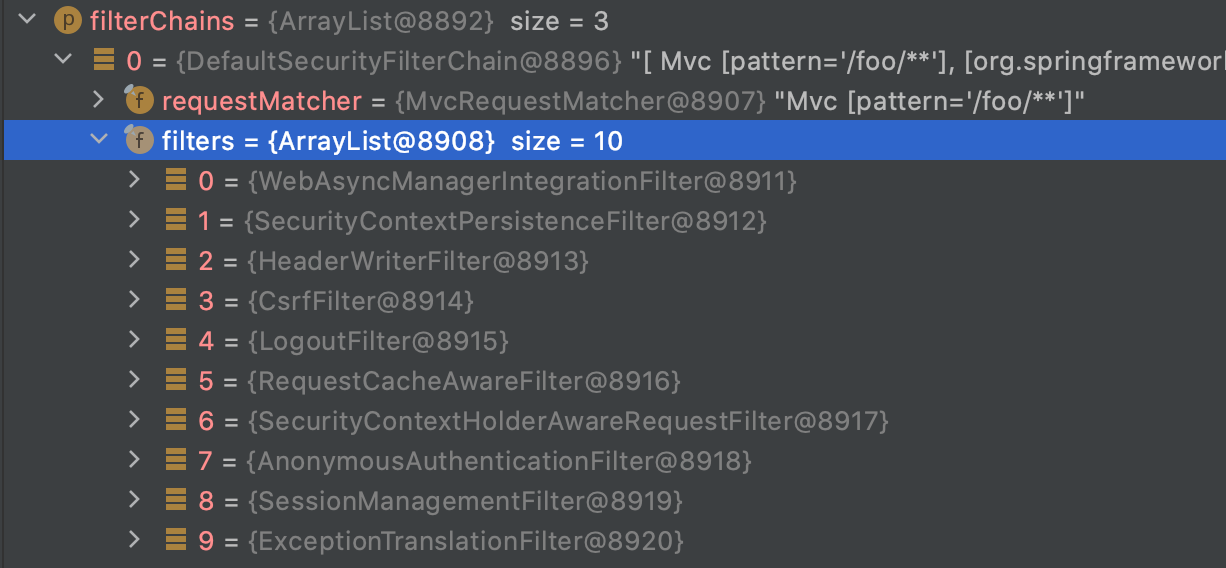 p filterChains = {ArrayList@8892} size = 3
0 = {DefaultSecurityFilterChain@8896} "[ Mvc [pattern='/foo/**'], [org.springframewor
f requestMatcher = {MvcRequestMatcher@8907} "Mvc [pattern='/foo/**']"
f filters = {ArrayList@8908} size = 10
0 = {WebAsyncManagerIntegrationFilter@8911}
1 = {SecurityContextPersistenceFilter@8912}
2 = {HeaderWriterFilter@8913}
3 = {CsrfFilter@8914}
4 = {LogoutFilter@8915}
5 = {RequestCacheAwareFilter@8916}
6 = {SecurityContextHolderAwareRequestFilter@8917}
7 = {AnonymousAuthenticationFilter@8918}
8 = {SessionManagementFilter@8919}
9 = {ExceptionTranslationFilter@8920}